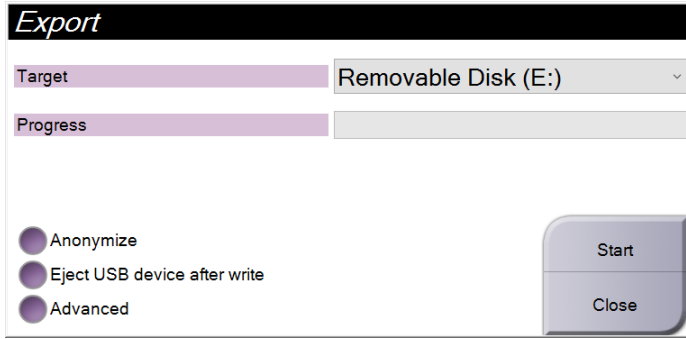 Export
Target
Removable Disk (E:)
Progress
Anonymize
Eject USB device after write
Advanced
Start
Close